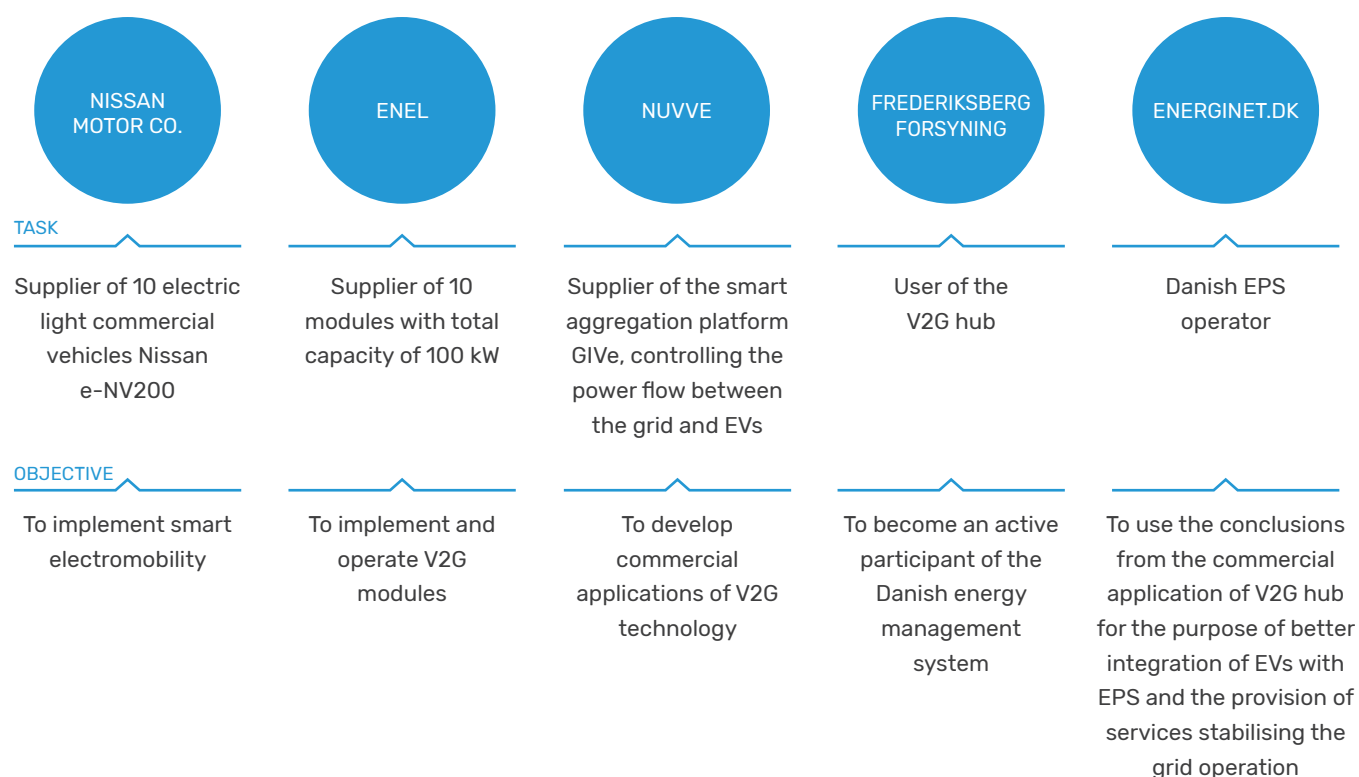 NISSAN
MOTOR CO.
ENEL
NUVVE
FREDERIKSBERG
FORSYNING
ENERGINET.DK
TASK
Supplier of 10 electric
light commercial
vehicles Nissan
e-NV200
Supplier of 10
modules with total
capacity of 100 kW
Supplier of the smart
aggregation platform
GIVe, controlling the
power flow between
the grid and EVs
User of the
V2G hub
Danish EPS
operator
OBJECTIVE
To implement smart
electromobility
To implement and
operate V2G
modules
To develop
commercial
applications of V2G
technology
To become an active
participant of the
Danish energy
management
system
To use the conclusions
from the commercial
application of V2G hub
for the purpose of better
integration of EVs with
EPS and the provision of
services stabilising the
grid operation